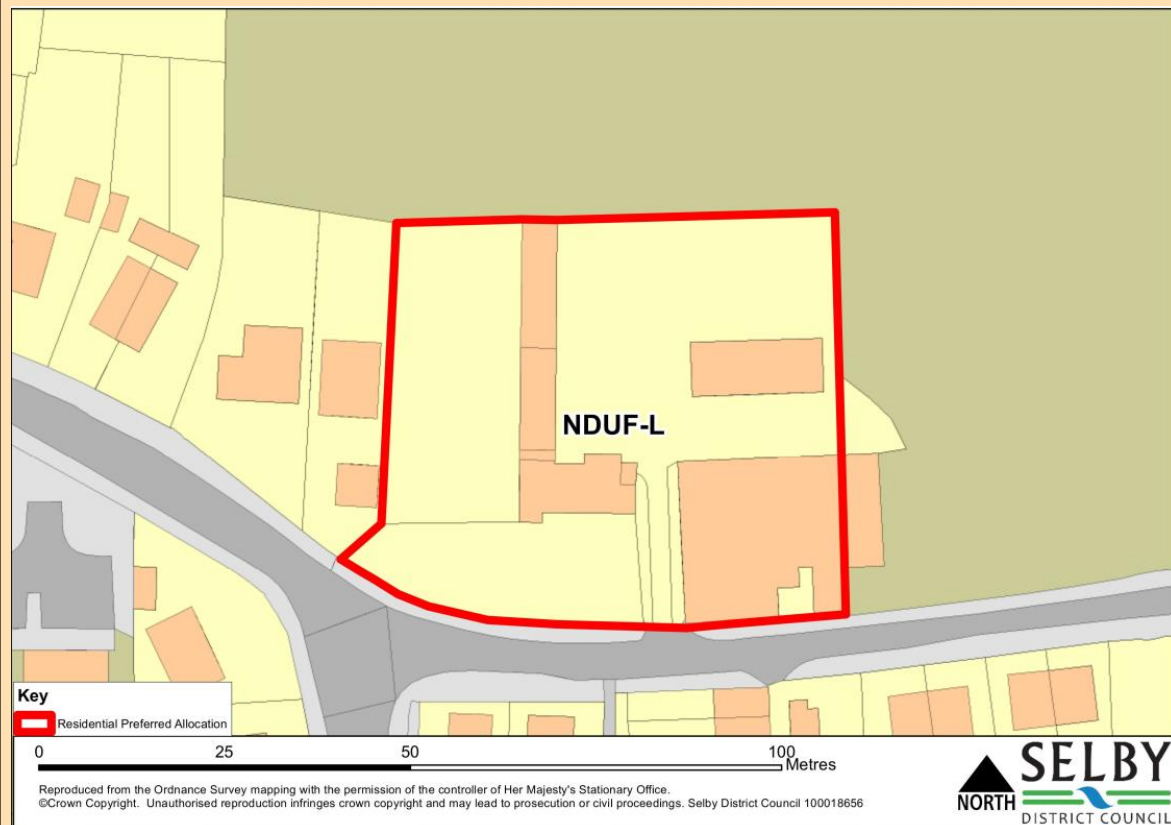 NDUF-L
Key
Residential Preferred Allocation
0 25 50 100
Metres
Reproduced from the Ordnance Survey mapping with the permission of the controller of Her Majesty's Stationary Office.
©Crown Copyright. Unauthorised reproduction infringes crown copyright and may lead to prosecution or civil proceedings. Selby District Council 100018656
NORTH
SELBY
DISTRICT COUNCIL